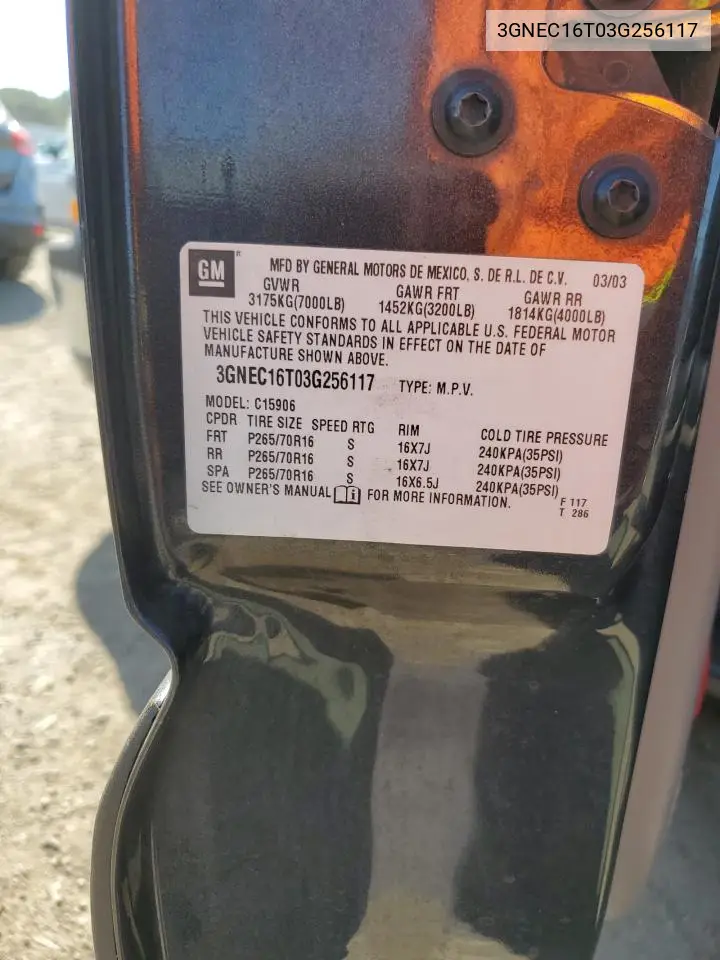 3GNEC16T03G256117
GM
MFD BY GENERAL MOTORS DE MEXICO, S. DE R.L. DE C.V. 03/03
GVWR GAWR FRT GAWR RR
3175KG(7000LB) 1452KG(3200LB) 1814KG(4000LB)
THIS VEHICLE CONFORMS TO ALL APPLICABLE U.S. FEDERAL MOTOR
VEHICLE SAFETY STANDARDS IN EFFECT ON THE DATE OF
MANUFACTURE SHOWN ABOVE.
3GNEC16T03G256117 TYPE: M.P.V.
MODEL: C15906
CPDR TIRE SIZE SPEED RTG RIM COLD TIRE PRESSURE
FRT P265/70R16 S 16X7J 240KPA(35PSI)
RR P265/70R16 S 16X7J 240KPA(35PSI)
SPA P265/70R16 S 16X6.5J 240KPA(35PSI)
SEE OWNER'S MANUAL FOR MORE INFORMATION. F 117
T 286